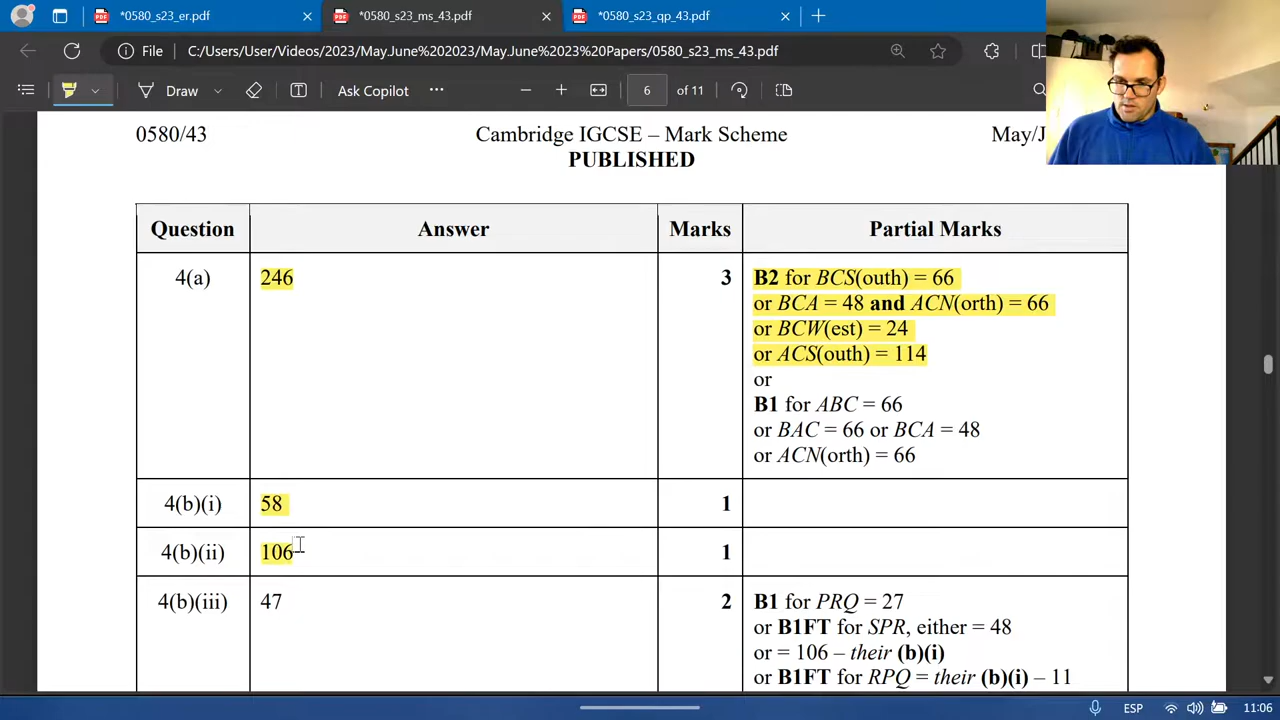 *0580_s23_er.pdf
*0580_s23_ms_43.pdf
*0580_s23_qp_43.pdf
File
C:/Users/User/Videos/2023/May.June%202023/May.June%2023%20Papers/0580_s23_ms_43.pdf
Draw
Ask Copilot
6 of 11
0580/43
Cambridge IGCSE – Mark Scheme
May/J
PUBLISHED
Question Answer Marks Partial Marks
4(a) 246 3 B2 for BCS(outh) = 66
or BCA = 48 and ACN(orth) = 66
or BCW(est) = 24
or ACS(outh) = 114
or
B1 for ABC = 66
or BAC = 66 or BCA = 48
or ACN(orth) = 66
4(b)(i) 58 1
4(b)(ii) 106 1
4(b)(iii) 47 2 B1 for PRQ = 27
or B1FT for SPR, either = 48
or = 106 – their (b)(i)
or B1FT for RPQ = their (b)(i) – 11
ESP
11:06